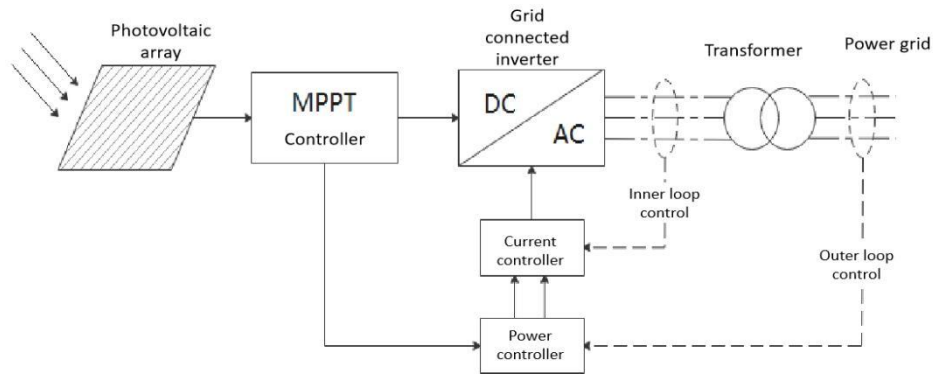 Photovoltaic
array
MPPT
Controller
Grid
connected
inverter
DC
AC
Transformer
Power grid
Inner loop
control
Current
controller
Outer loop
control
Power
controller